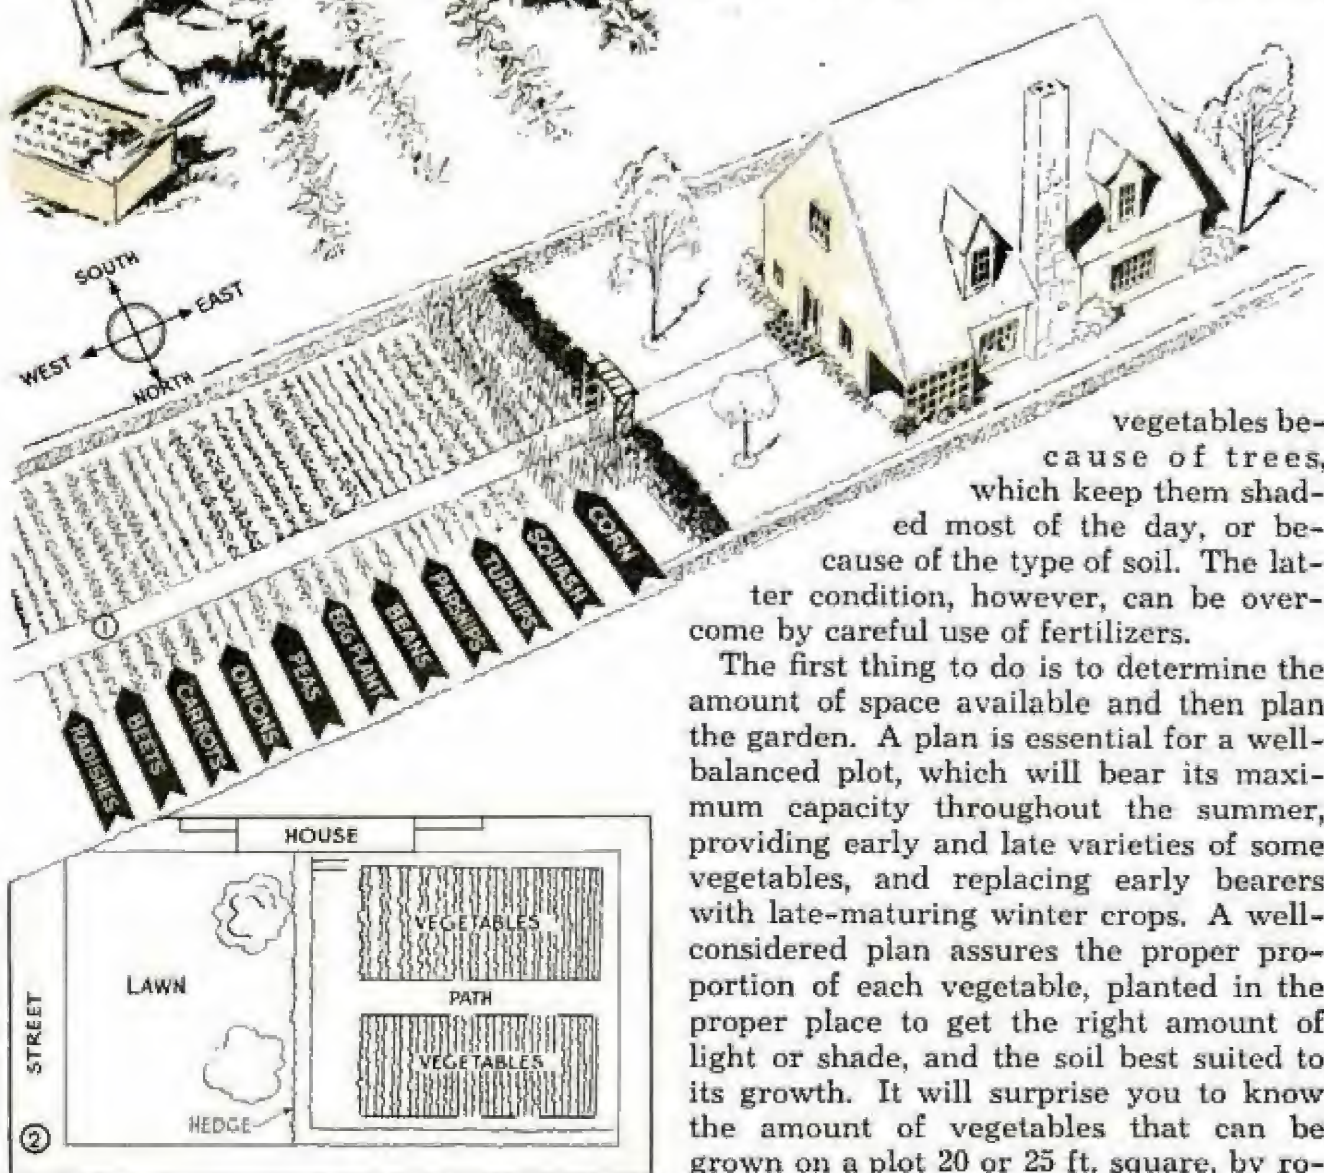 SOUTH
EAST
WEST
NORTH
①
CORN
SQUASH
TURNIPS
PARSNIPS
BEANS
EGG PLANT
PEAS
ONIONS
CARROTS
BEETS
RADISHES
HOUSE
VEGETABLES
LAWN
PATH
STREET
VEGETABLES
HEDGE
②
vegetables be-
cause of trees,
which keep them shad-
ed most of the day, or be-
cause of the type of soil. The lat-
ter condition, however, can be over-
come by careful use of fertilizers.
The first thing to do is to determine the
amount of space available and then plan
the garden. A plan is essential for a well-
balanced plot, which will bear its maxi-
mum capacity throughout the summer,
providing early and late varieties of some
vegetables, and replacing early bearers
with late-maturing winter crops. A well-
considered plan assures the proper pro-
portion of each vegetable, planted in the
proper place to get the right amount of
light or shade, and the soil best suited to
its growth. It will surprise you to know
the amount of vegetables that can be
grown on a plot 20 or 25 ft. square, by ro-